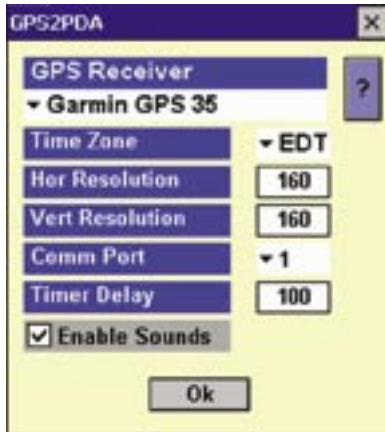 GPS2PDA
GPS Receiver
?
Garmin GPS 35
Time Zone EDT
Hor Resolution 160
Vert Resolution 160
Comm Port 1
Timer Delay 100
Enable Sounds
Ok